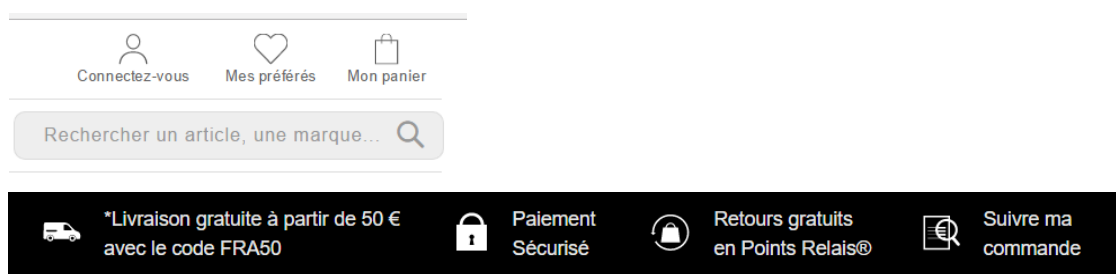 Connectez-vous Mes préférés Mon panier
Rechercher un article, une marque...
*Livraison gratuite à partir de 50 €
avec le code FRA50
Paiement
Sécurisé
Retours gratuits
en Points Relais®
Suivre ma
commande